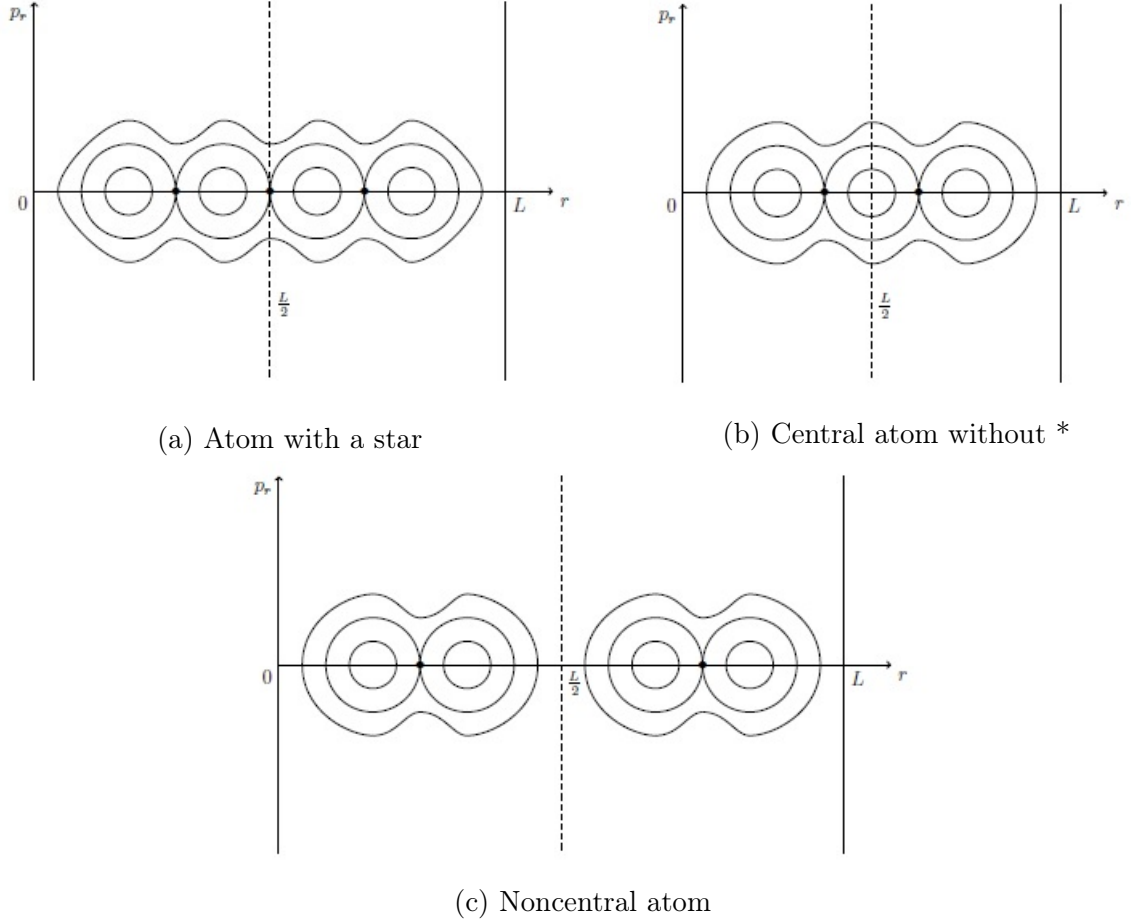 p_r
0
L/2
L
r
(a) Atom with a star
p_r
0
L/2
L
r
(b) Central atom without *
p_r
0
L/2
L
r
(c) Noncentral atom